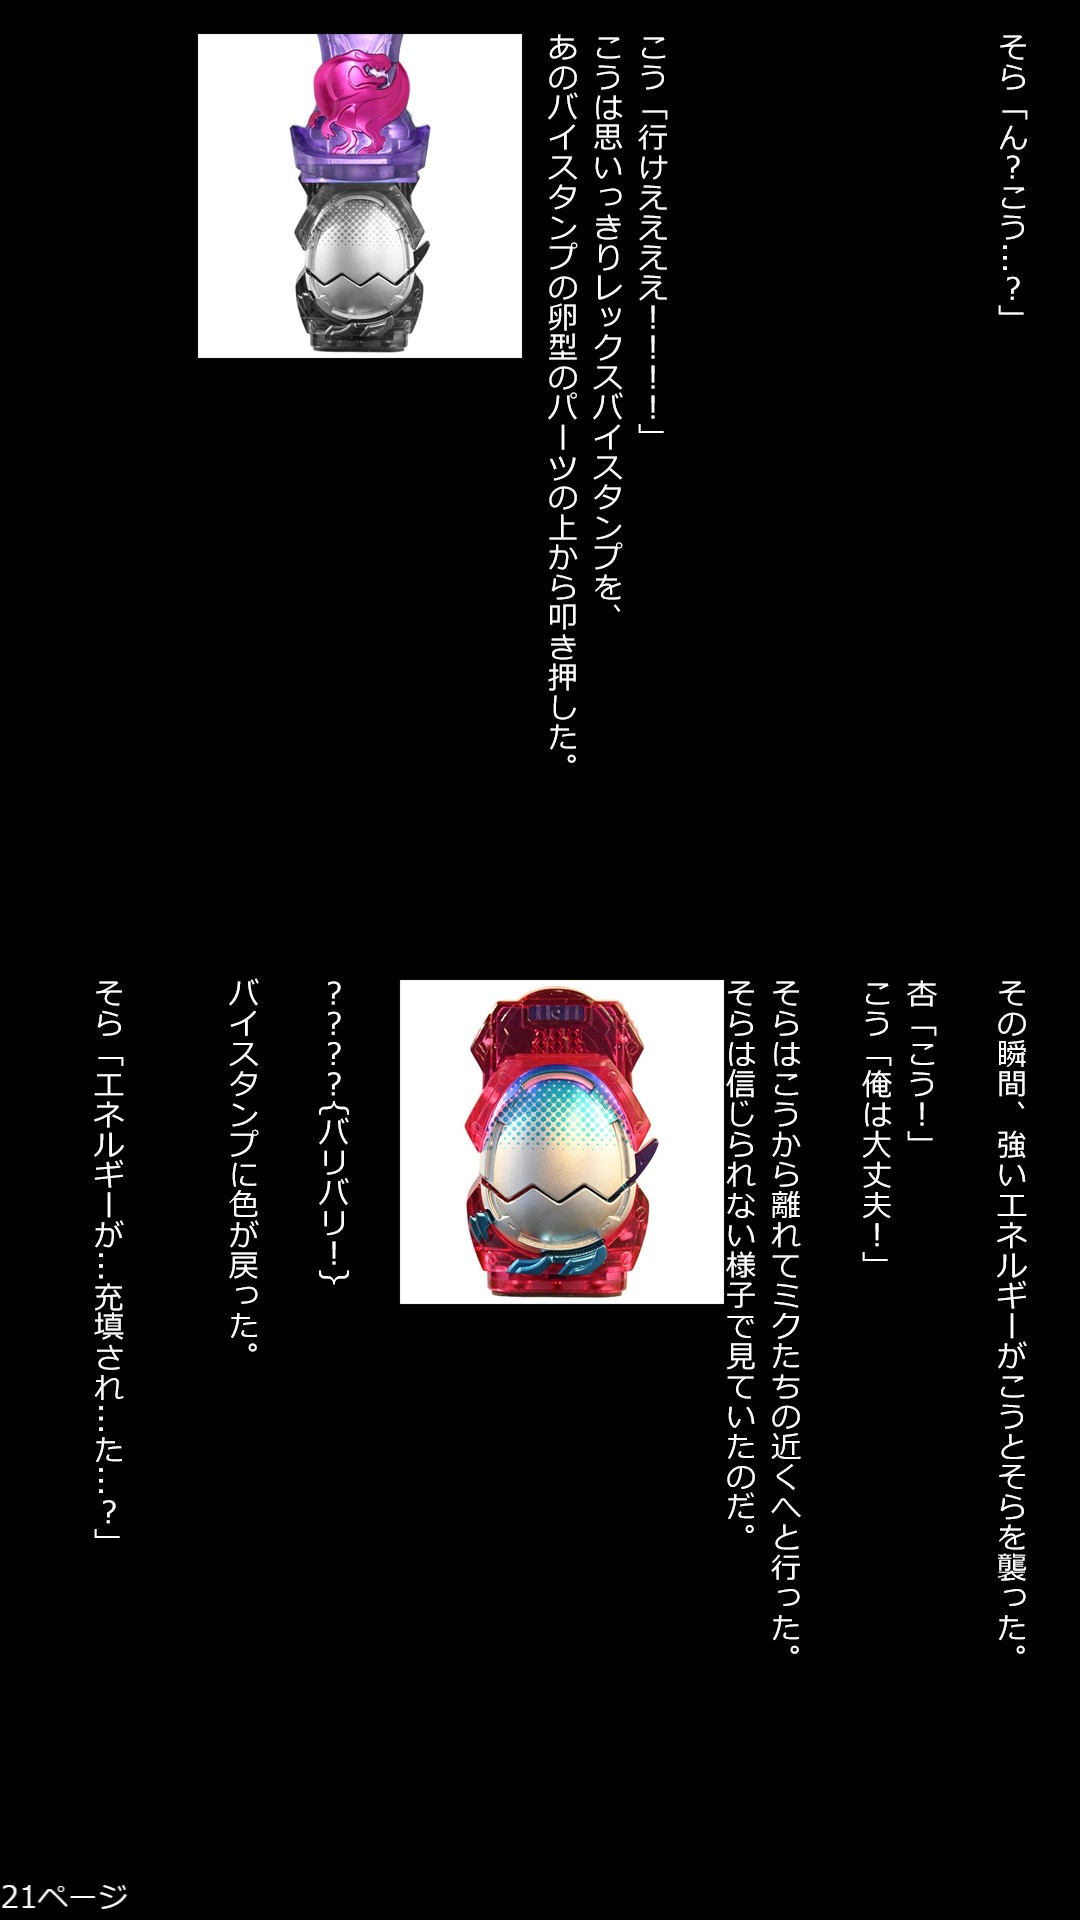 そら「ん?こう…?」
こう「行けえええええ!!!!」
こうは思いっきりレックスバイスタンプを、
あのバイスタンプの卵型のパーツの上から叩き押した。
その瞬間、強いエネルギーがこうとそらを襲った。
杏「こう!」
こう「俺は大丈夫!」
そらはこうから離れてミクたちの近くへと行った。
そらは信じられない様子で見ていたのだ。
????{バリバリ!}
バイスタンプに色が戻った。
そら「エネルギーが…充填され…た…?」
21ページ